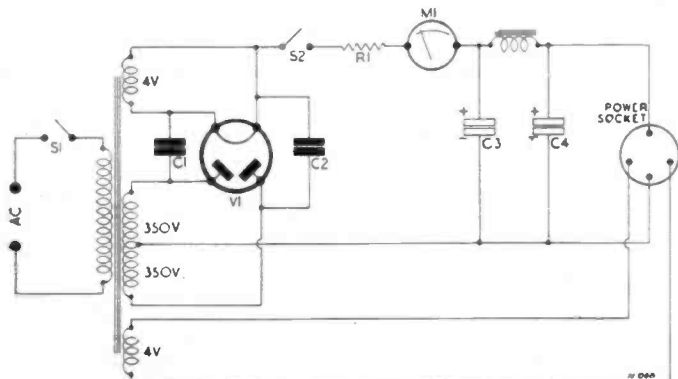 M1
S2
R1
4V
POWER
SOCKET
S1
C1
C2
C3
C4
V1
AC
350V
350V
4V
+
-
+
+